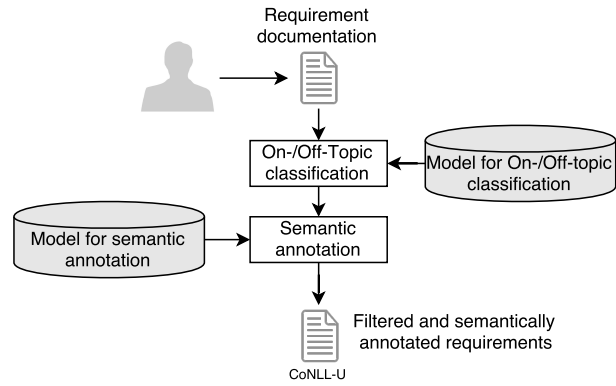 Requirement
documentation
On-/Off-Topic
classification
Model for On-/Off-topic
classification
Semantic
annotation
Model for semantic
annotation
Filtered and semantically
annotated requirements
CoNLL-U